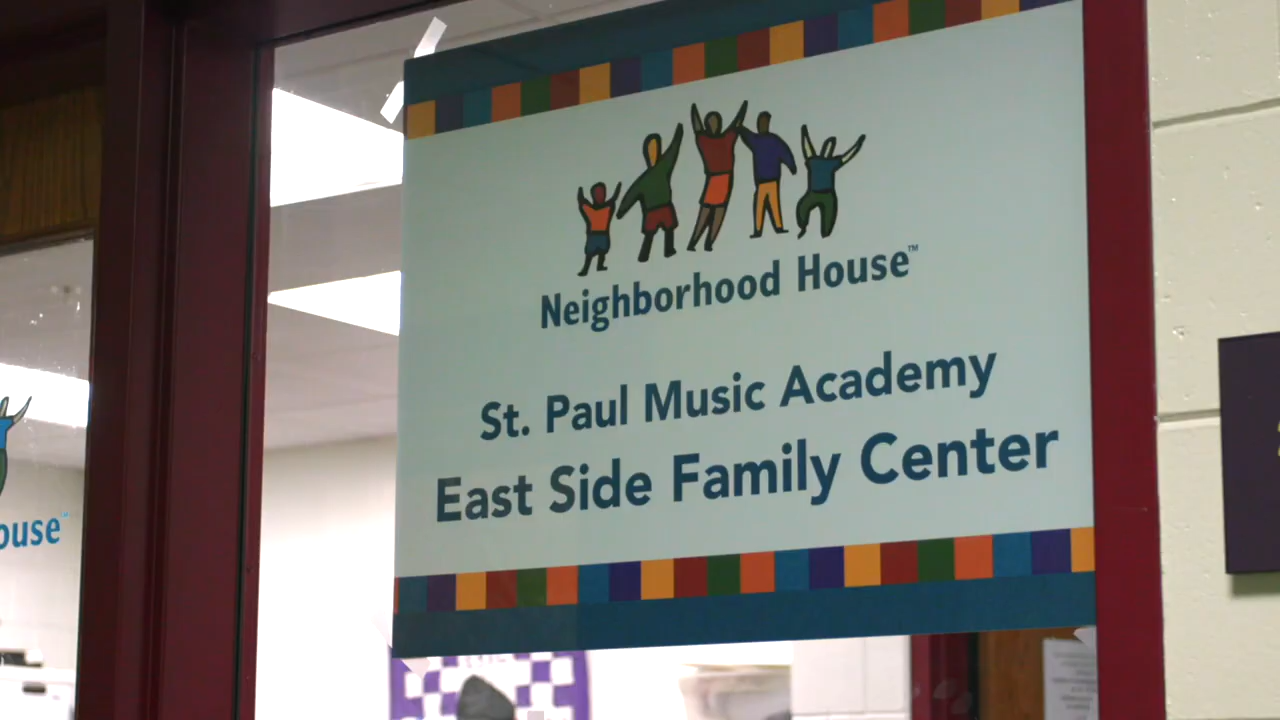 Neighborhood House™
St. Paul Music Academy
East Side Family Center
ouse™